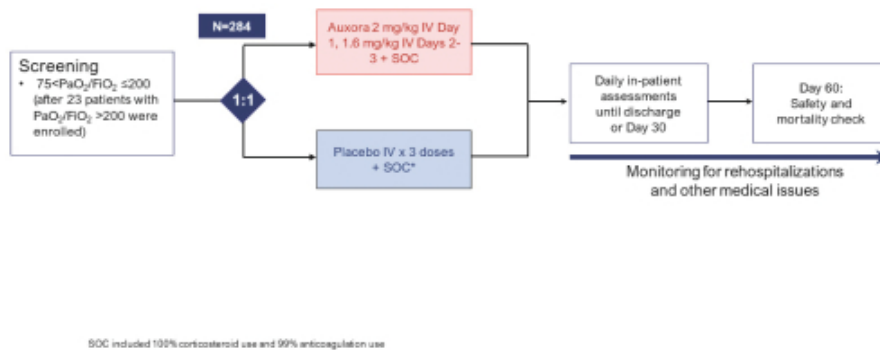 N=284
Auxora 2 mg/kg IV Day
1, 1.6 mg/kg IV Days 2-
3 + SOC
Screening
• 75<PaO₂/FiO₂ ≤200
(after 23 patients with
PaO₂/FiO₂ >200 were
enrolled)
1:1
Daily in-patient
assessments
until discharge
or Day 30
Day 60:
Safety and
mortality check
Placebo IV x 3 doses
+ SOC*
Monitoring for rehospitalizations
and other medical issues
SOC included 100% corticosteroid use and 99% anticoagulation use